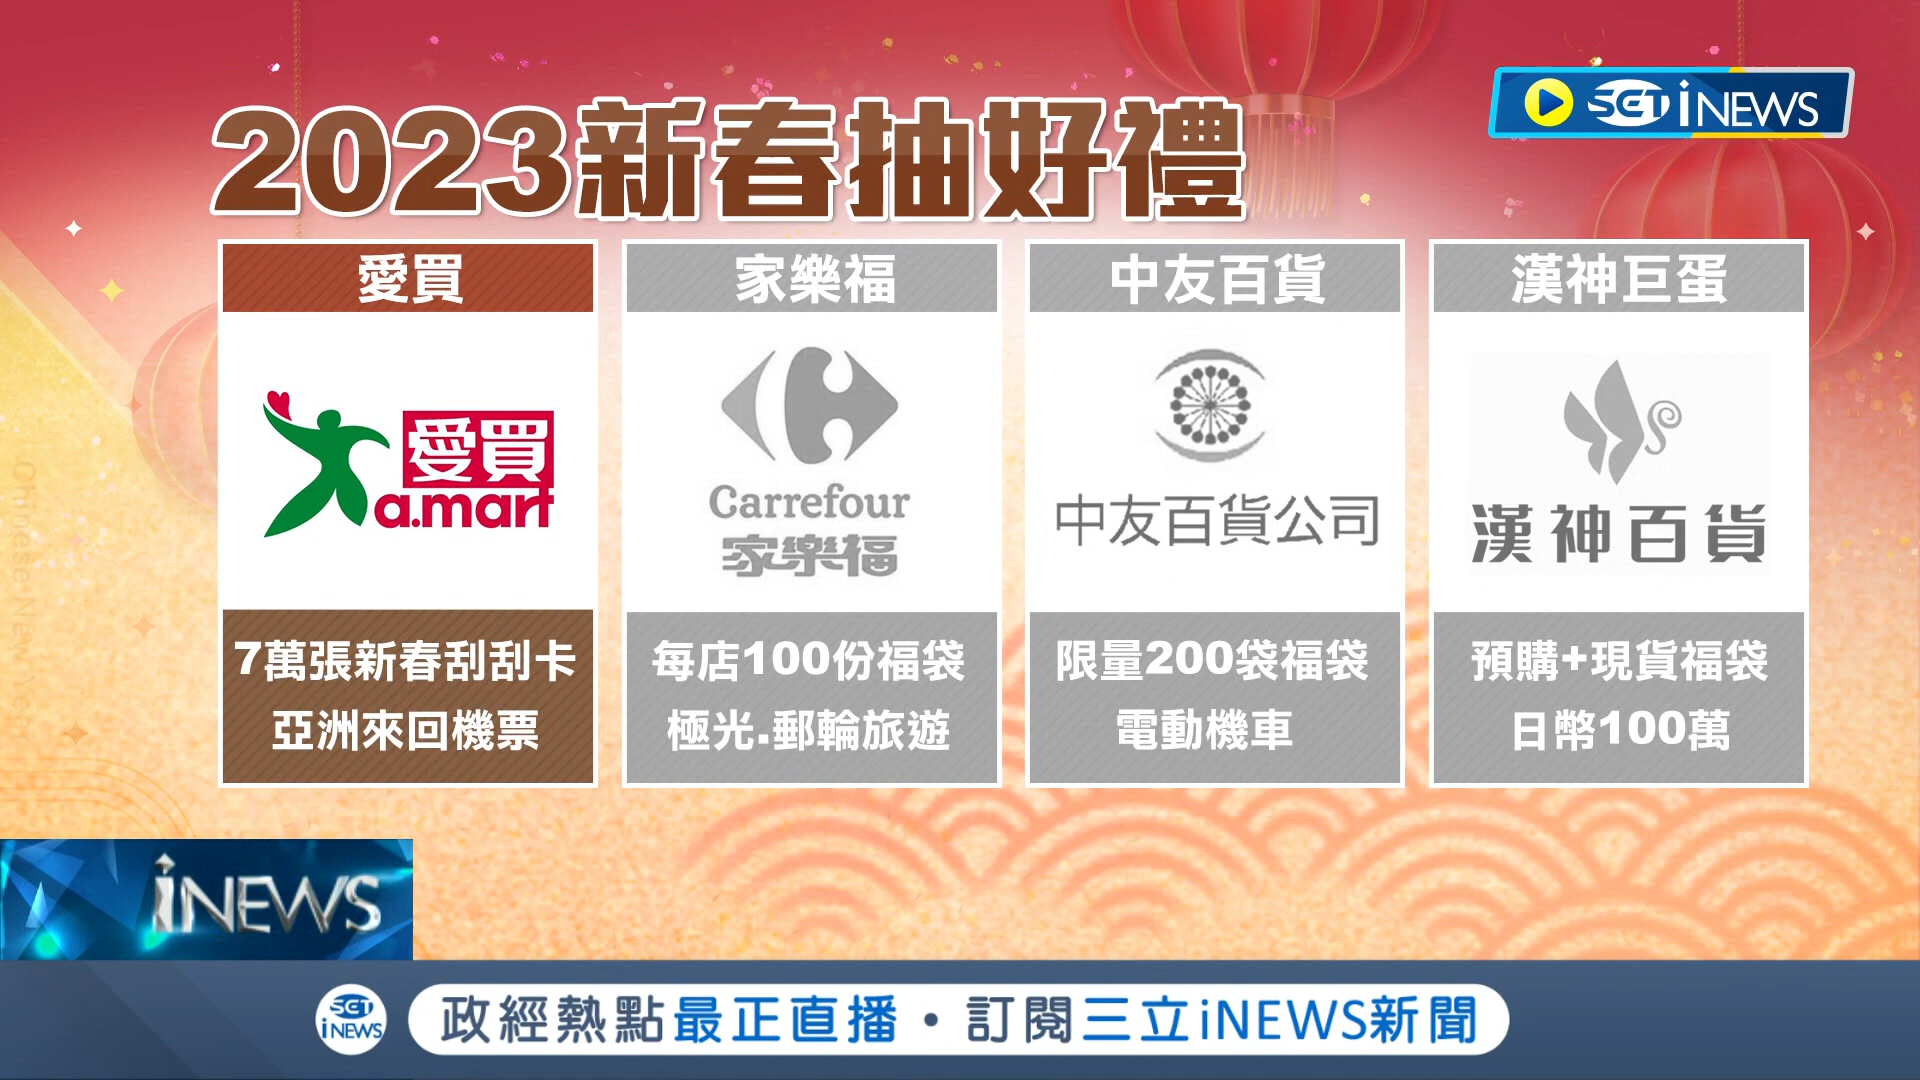 SET iNEWS
2023新春抽好禮
愛買
愛買
a.mart
7萬張新春刮刮卡
亞洲來回機票
家樂福
Carrefour
家樂福
每店100份福袋
極光.郵輪旅遊
中友百貨
中友百貨公司
限量200袋福袋
電動機車
漢神巨蛋
漢神百貨
預購+現貨福袋
日幣100萬
Chinese New Year
iNEWS
SET
iNEWS
政經熱點最正直播・訂閱三立iNEWS新聞